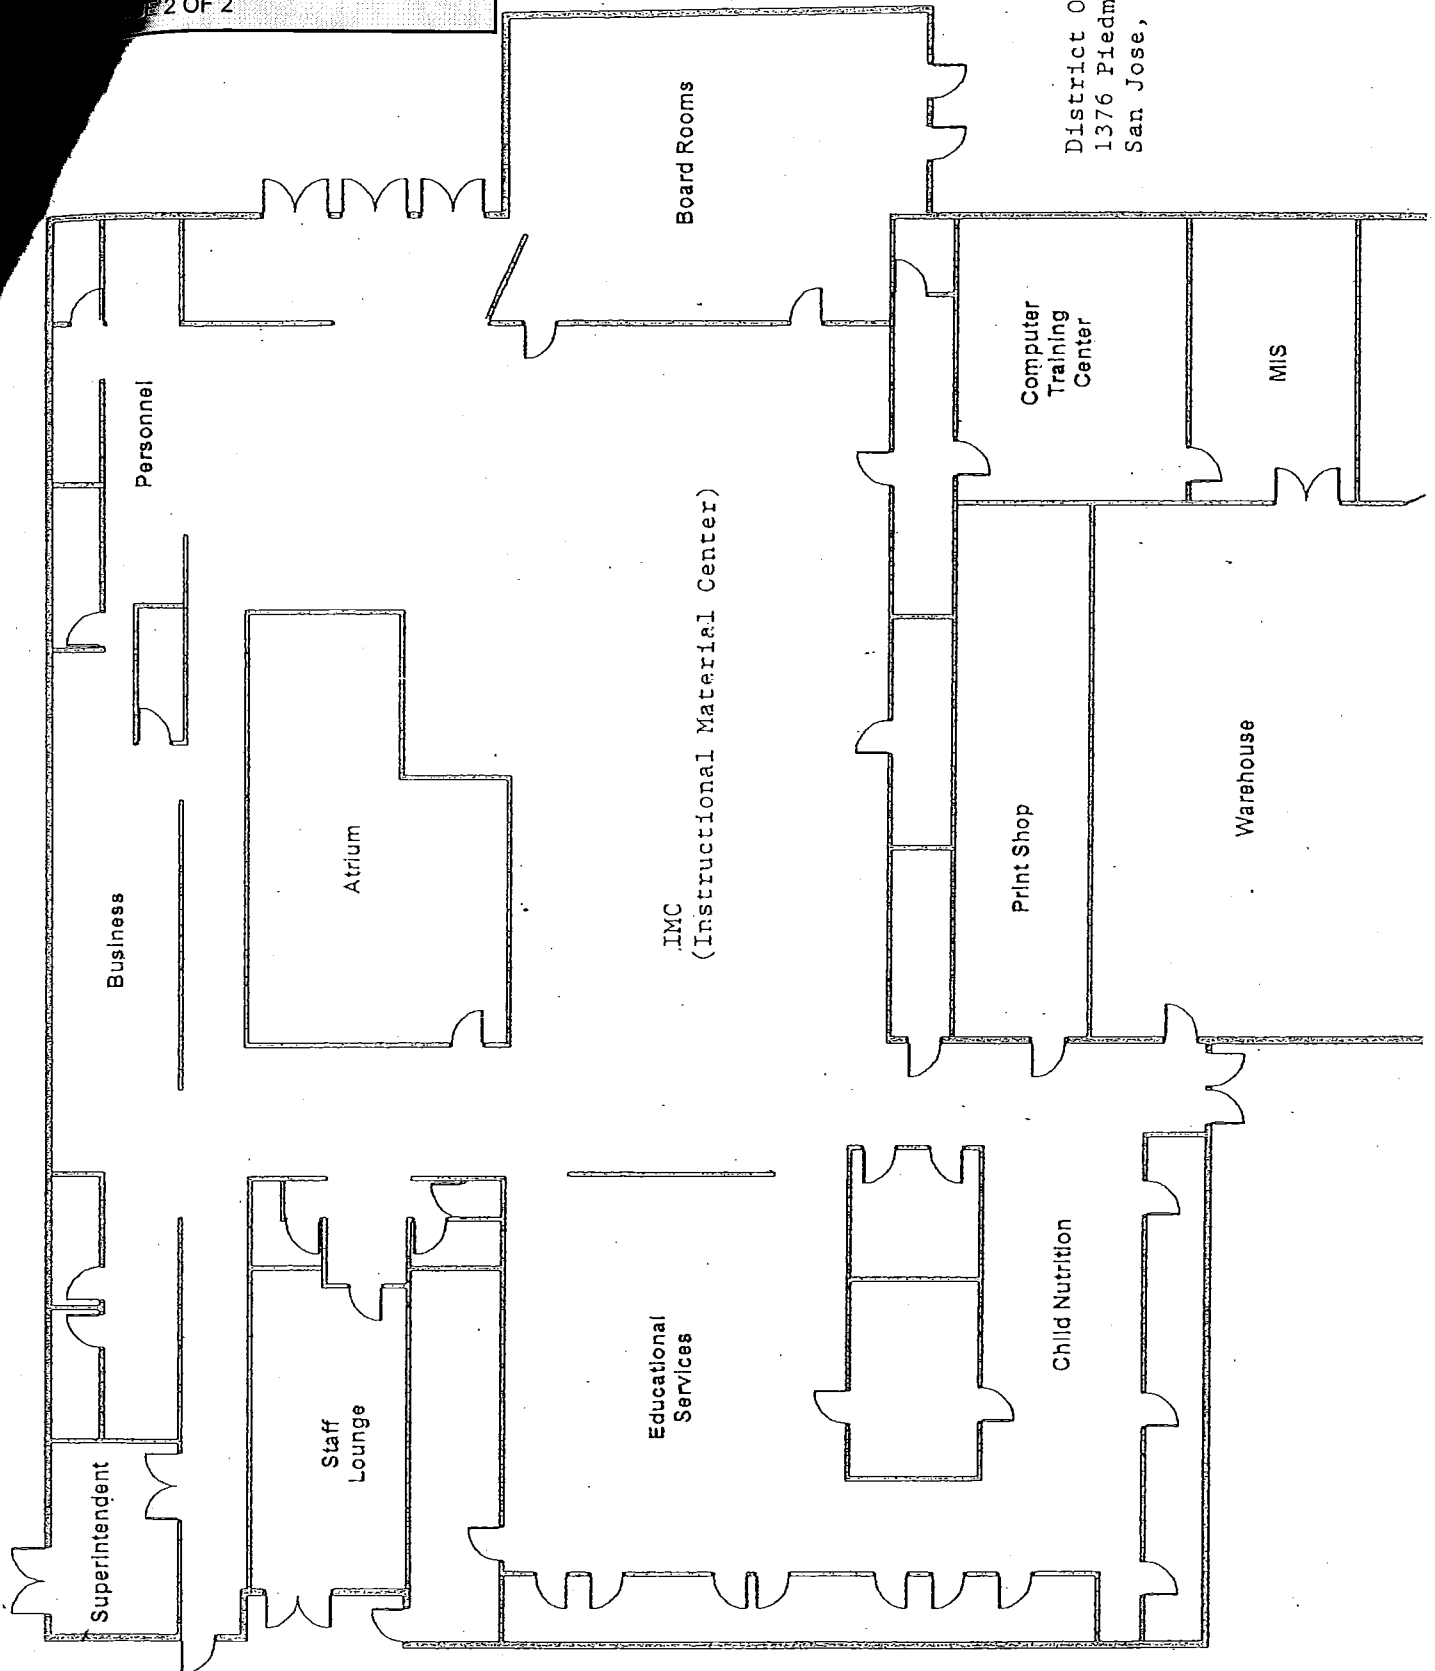 2 OF 2
District O
1376 Piedm
San Jose,
Board Rooms
Personnel
Computer
Training
Center
MIS
IMC
(Instructional Material Center)
Atrium
Business
Print Shop
Warehouse
Educational
Services
Child Nutrition
Staff
Lounge
Superintendent